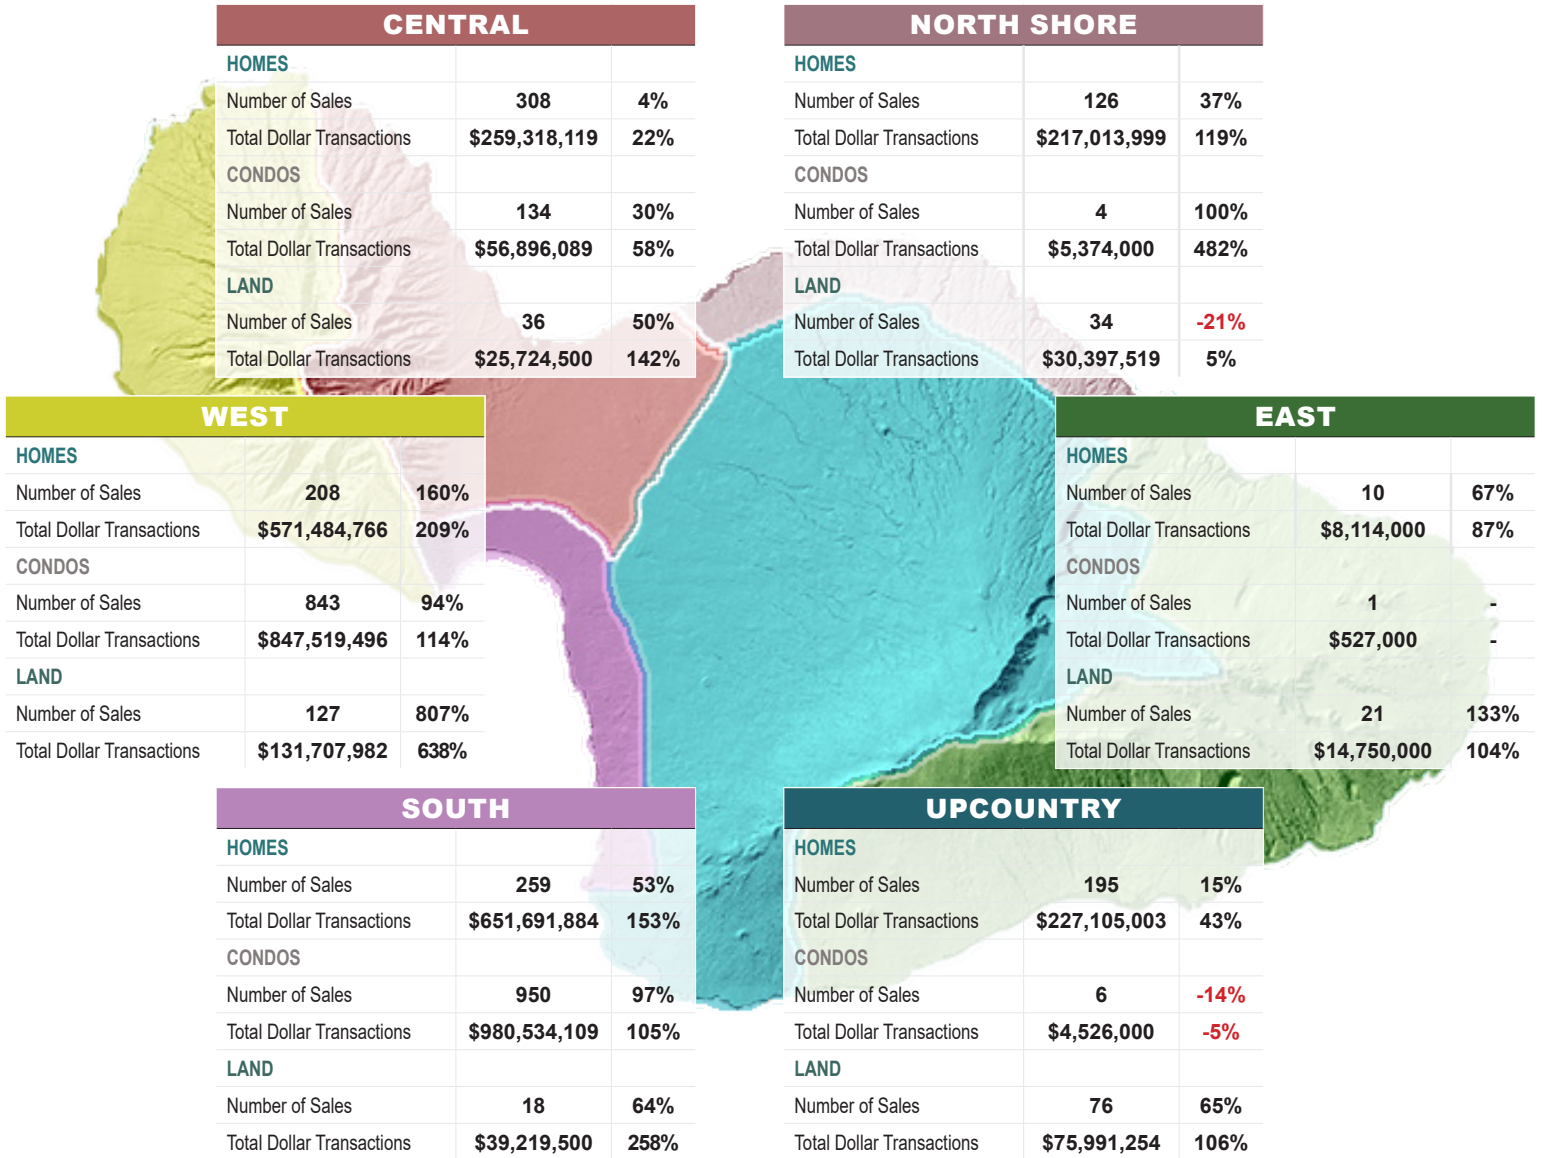 CENTRAL
HOMES
Number of Sales 308 4%
Total Dollar Transactions $259,318,119 22%
CONDOS
Number of Sales 134 30%
Total Dollar Transactions $56,896,089 58%
LAND
Number of Sales 36 50%
Total Dollar Transactions $25,724,500 142%
NORTH SHORE
HOMES
Number of Sales 126 37%
Total Dollar Transactions $217,013,999 119%
CONDOS
Number of Sales 4 100%
Total Dollar Transactions $5,374,000 482%
LAND
Number of Sales 34 -21%
Total Dollar Transactions $30,397,519 5%
WEST
HOMES
Number of Sales 208 160%
Total Dollar Transactions $571,484,766 209%
CONDOS
Number of Sales 843 94%
Total Dollar Transactions $847,519,496 114%
LAND
Number of Sales 127 807%
Total Dollar Transactions $131,707,982 638%
EAST
HOMES
Number of Sales 10 67%
Total Dollar Transactions $8,114,000 87%
CONDOS
Number of Sales 1 -
Total Dollar Transactions $527,000 -
LAND
Number of Sales 21 133%
Total Dollar Transactions $14,750,000 104%
SOUTH
HOMES
Number of Sales 259 53%
Total Dollar Transactions $651,691,884 153%
CONDOS
Number of Sales 950 97%
Total Dollar Transactions $980,534,109 105%
LAND
Number of Sales 18 64%
Total Dollar Transactions $39,219,500 258%
UPCOUNTRY
HOMES
Number of Sales 195 15%
Total Dollar Transactions $227,105,003 43%
CONDOS
Number of Sales 6 -14%
Total Dollar Transactions $4,526,000 -5%
LAND
Number of Sales 76 65%
Total Dollar Transactions $75,991,254 106%